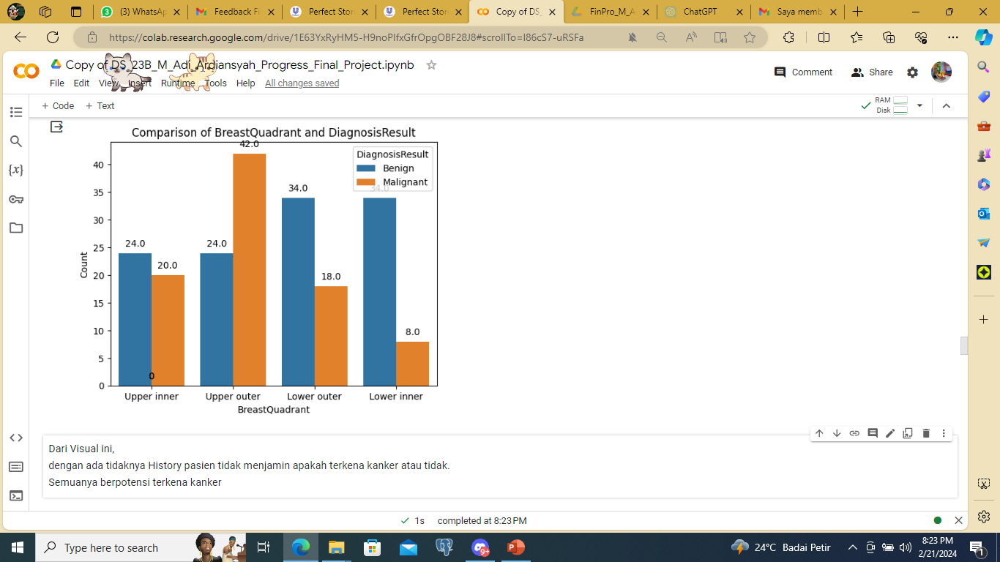 (3) WhatsAp
Feedback Fi
Perfect Stor
Perfect Stor
Copy of DS_
FinPro_M_A
ChatGPT
Saya memb
https://colab.research.google.com/drive/1E63YxRyHM5-H9noPlfxGfrOpgOBF28J8#scrollTo=I86cS7-uRSFa
Copy of DS_23B_M_Adi_Ardiansyah_Progress_Final_Project.ipynb
Comment
Share
File Edit View Insert Runtime Tools Help All changes saved
+ Code + Text
RAM
Disk
Comparison of BreastQuadrant and DiagnosisResult
42.0
DiagnosisResult
Benign
Malignant
34.0
34.0
24.0
24.0
20.0
18.0
8.0
0
40
35
30
25
20
15
10
5
0
Count
Upper inner
Upper outer
Lower outer
Lower inner
BreastQuadrant
{x}
Dari Visual ini,
dengan ada tidaknya History pasien tidak menjamin apakah terkena kanker atau tidak.
Semuanya berpotensi terkena kanker
1s completed at 8:23 PM
Type here to search
9+
24°C Badai Petir
8:23 PM
2/21/2024
1